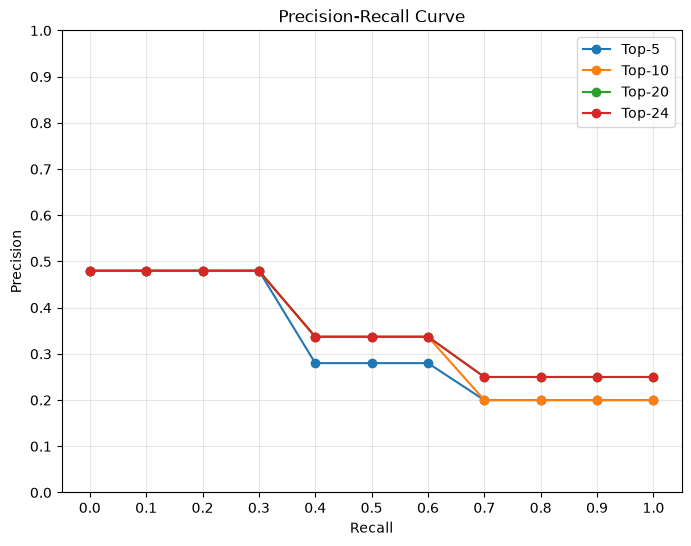 Precision-Recall Curve
Top-5
Top-10
Top-20
Top-24
Precision
1.0
0.9
0.8
0.7
0.6
0.5
0.4
0.3
0.2
0.1
0.0
0.0 0.1 0.2 0.3 0.4 0.5 0.6 0.7 0.8 0.9 1.0
Recall